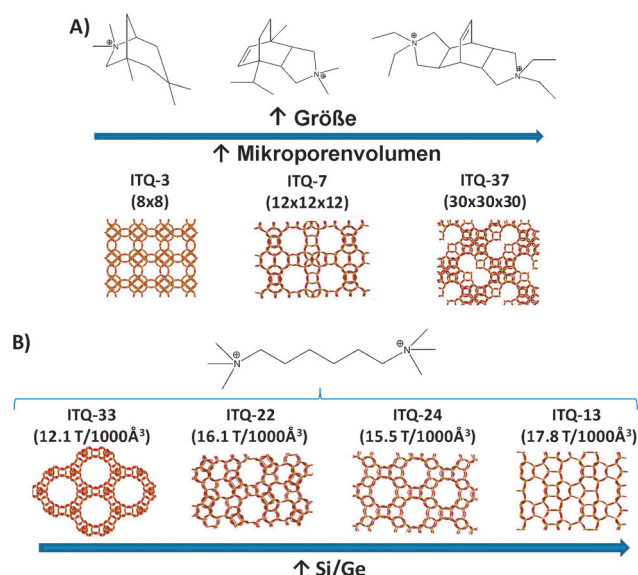 A)
N
⊕
N
⊕
N
⊕
N
⊕
↑ Größe
↑ Mikroporenvolumen
ITQ-3 ITQ-7 ITQ-37
(8x8) (12x12x12) (30x30x30)
B)
⊕
N
⊕
N
ITQ-33 ITQ-22 ITQ-24 ITQ-13
(12.1 T/1000Å³) (16.1 T/1000Å³) (15.5 T/1000Å³) (17.8 T/1000Å³)
↑ Si/Ge